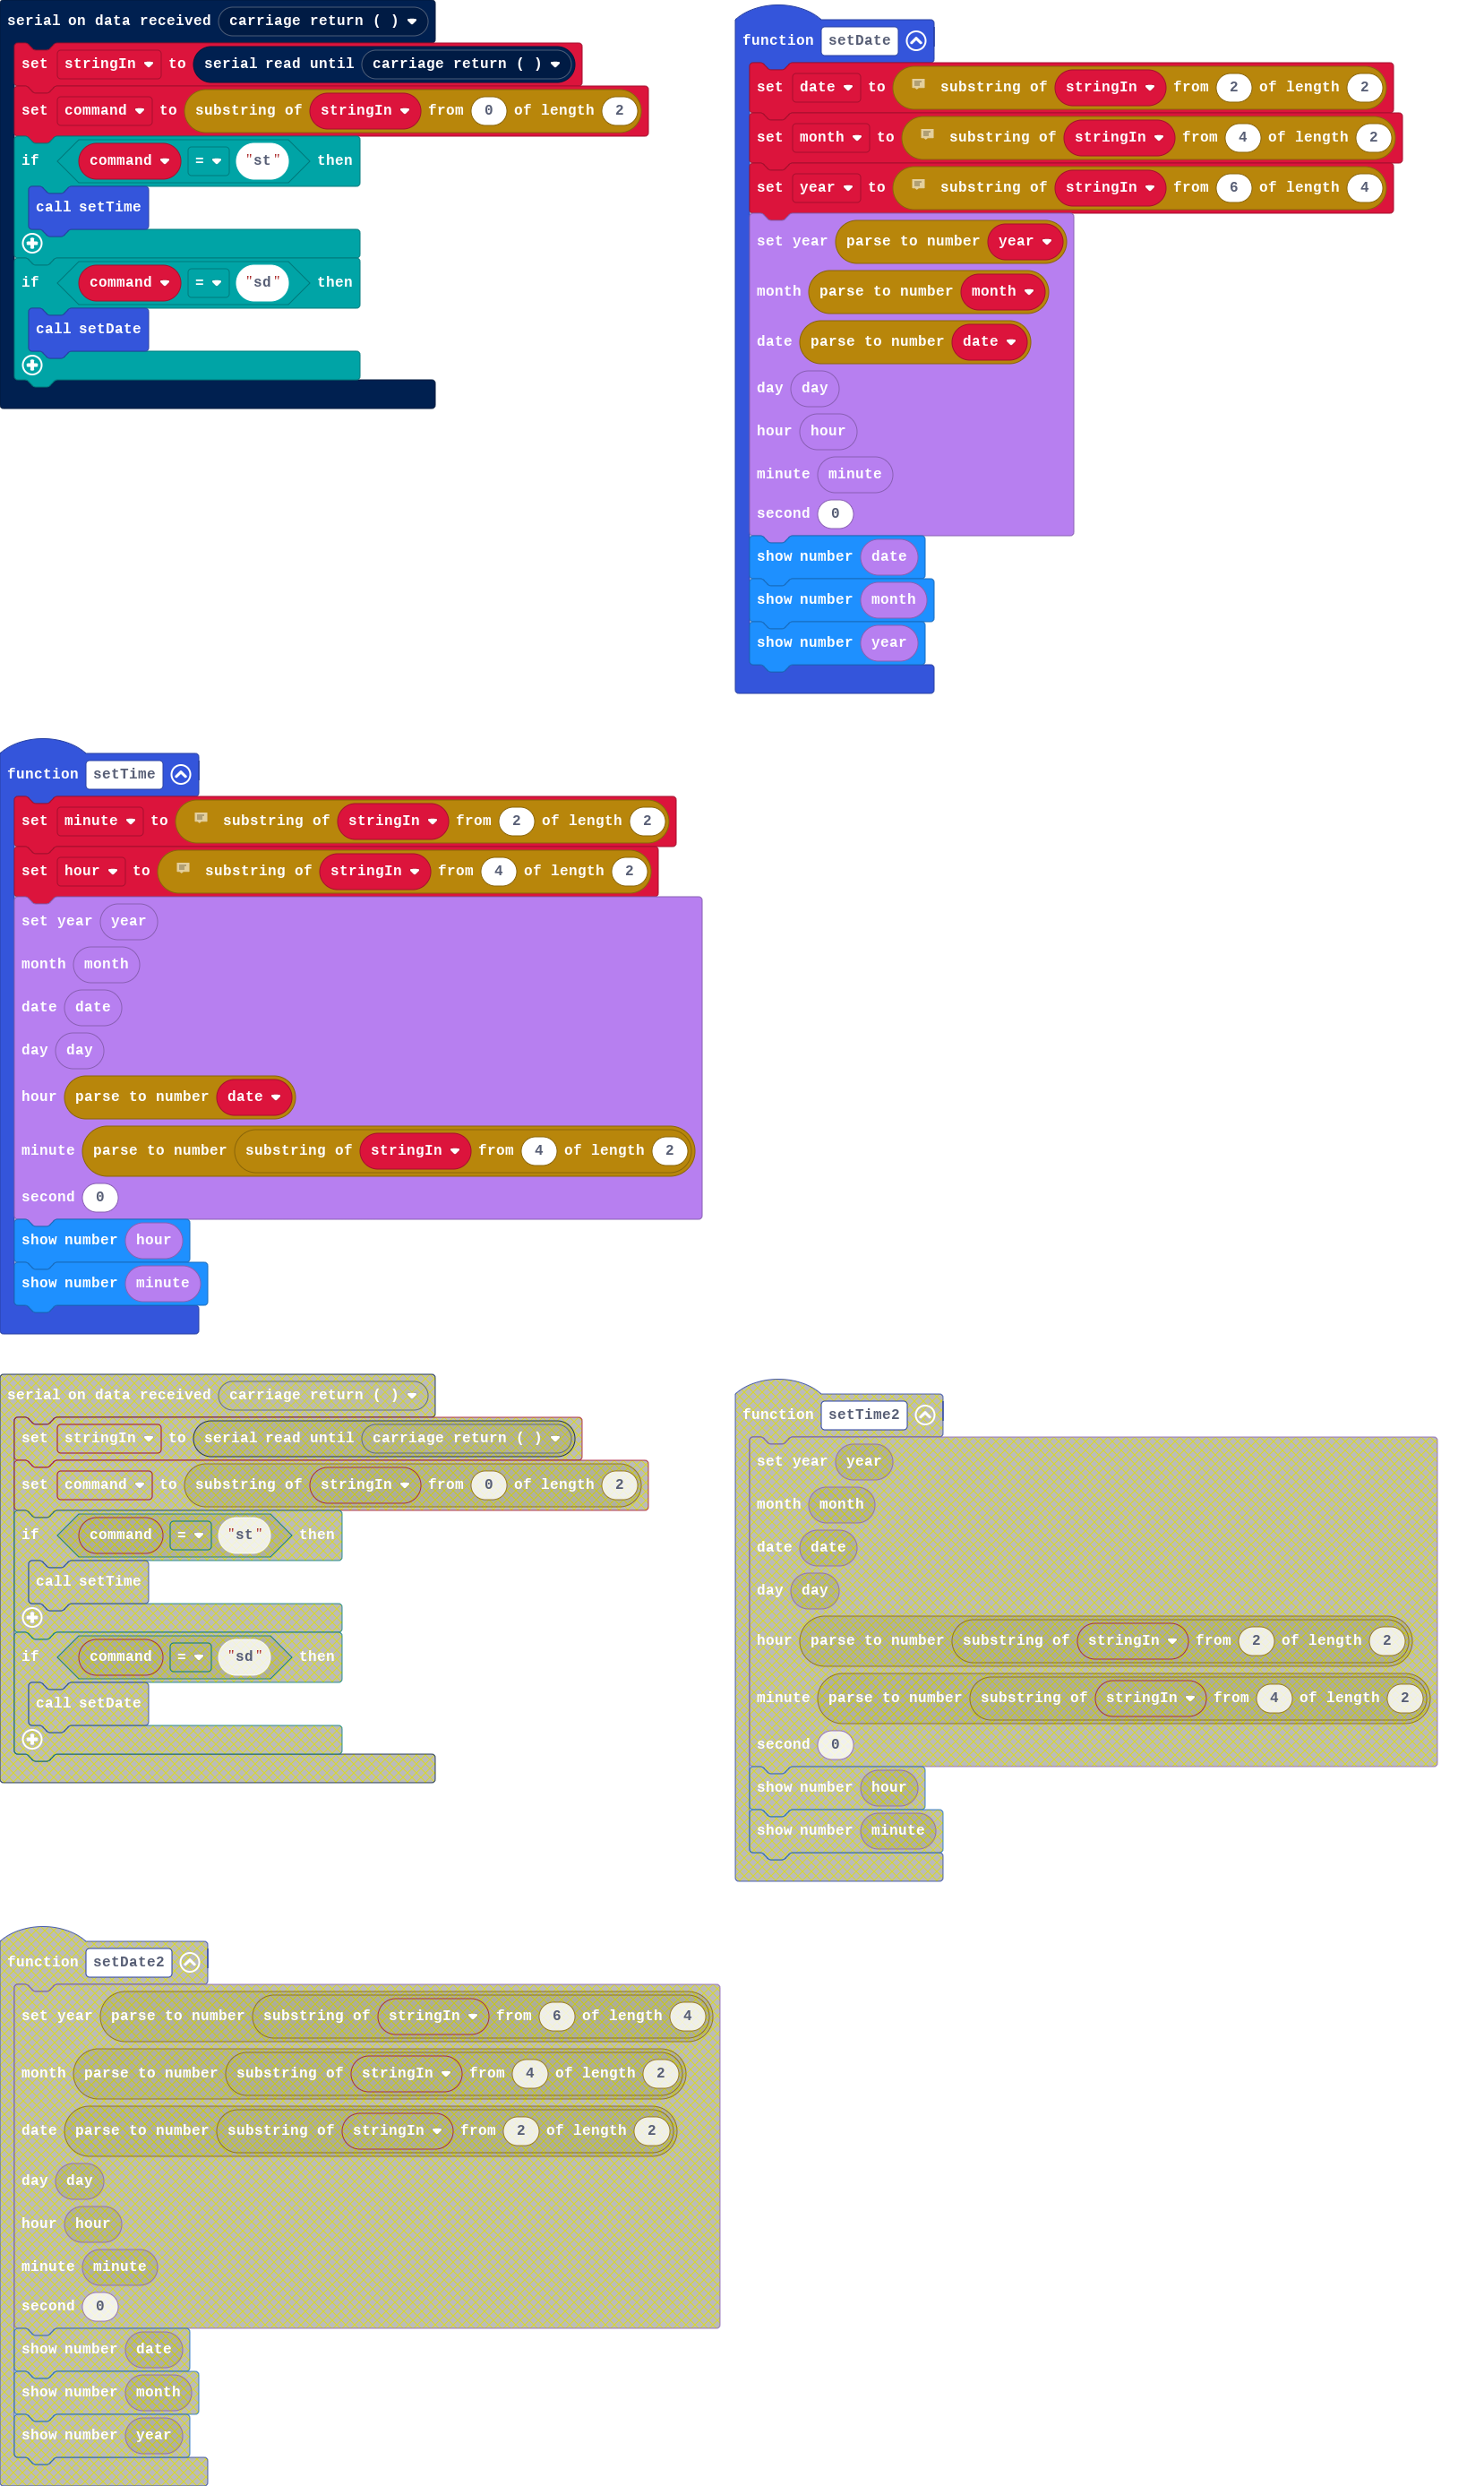 serial on data received carriage return ( )
set stringIn to serial read until carriage return ( )
set command to substring of stringIn from 0 of length 2
if command = "st" then
call setTime
if command = "sd" then
call setDate
function setDate
set date to substring of stringIn from 2 of length 2
set month to substring of stringIn from 4 of length 2
set year to substring of stringIn from 6 of length 4
set year parse to number year
month parse to number month
date parse to number date
day day
hour hour
minute minute
second 0
show number date
show number month
show number year
function setTime
set minute to substring of stringIn from 2 of length 2
set hour to substring of stringIn from 4 of length 2
set year year
month month
date date
day day
hour parse to number date
minute parse to number substring of stringIn from 4 of length 2
second 0
show number hour
show number minute
serial on data received carriage return ( )
set stringIn to serial read until carriage return ( )
set command to substring of stringIn from 0 of length 2
if command = "st" then
call setTime
if command = "sd" then
call setDate
function setTime2
set year year
month month
date date
day day
hour parse to number substring of stringIn from 2 of length 2
minute parse to number substring of stringIn from 4 of length 2
second 0
show number hour
show number minute
function setDate2
set year parse to number substring of stringIn from 6 of length 4
month parse to number substring of stringIn from 4 of length 2
date parse to number substring of stringIn from 2 of length 2
day day
hour hour
minute minute
second 0
show number date
show number month
show number year